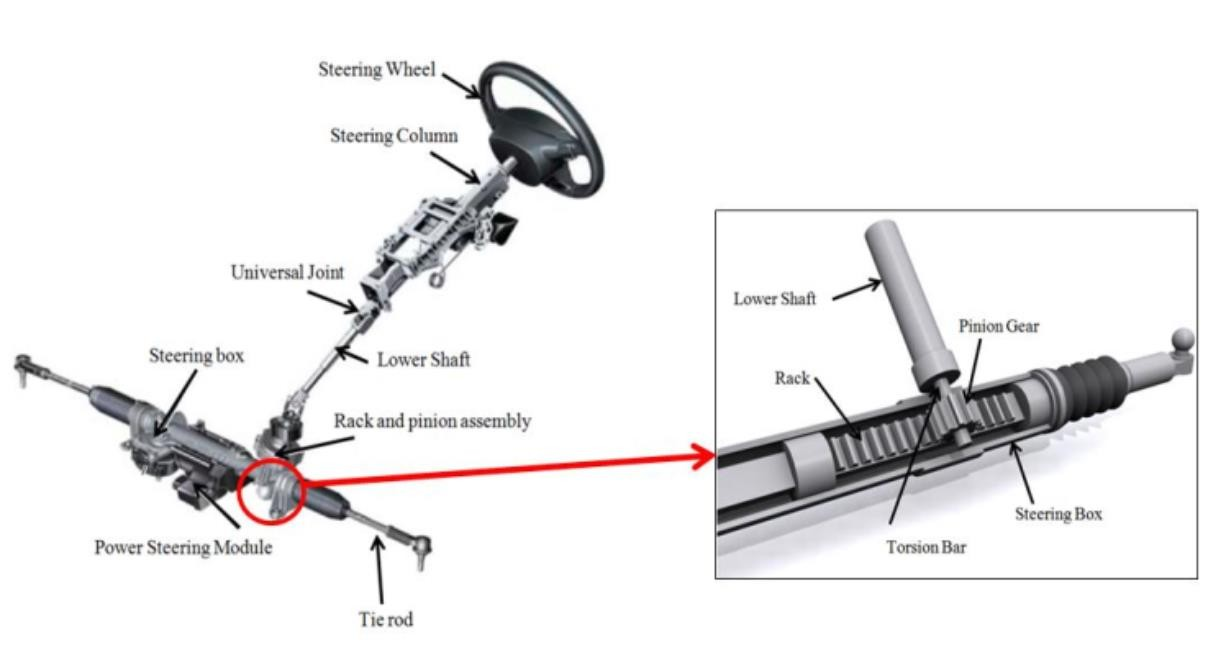 Steering Wheel
Steering Column
Universal Joint
Steering box
Lower Shaft
Rack and pinion assembly
Power Steering Module
Tie rod
Lower Shaft
Pinion Gear
Rack
Steering Box
Torsion Bar